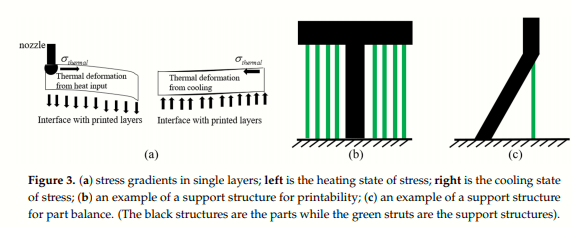 nozzle
σthermal
Thermal deformation
from heat input
Interface with printed layers
σthermal
Thermal deformation
from cooling
Interface with printed layers
(a)
(b)
(c)
Figure 3. (a) stress gradients in single layers; left is the heating state of stress; right is the cooling state
of stress; (b) an example of a support structure for printability; (c) an example of a support structure
for part balance. (The black structures are the parts while the green struts are the support structures).